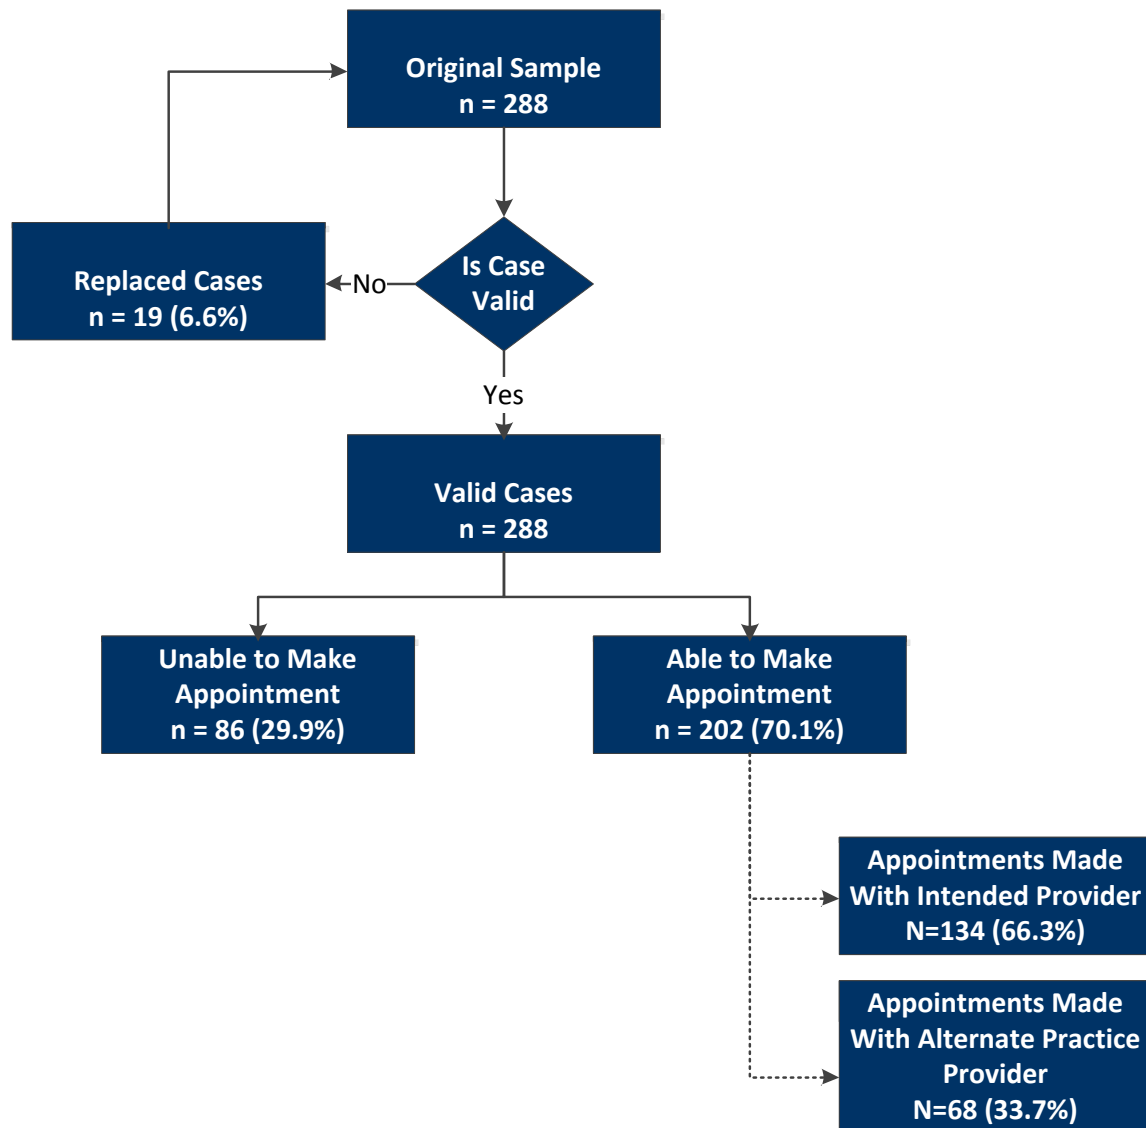 Original Sample
n = 288
Is Case
Valid
No
Replaced Cases
n = 19 (6.6%)
Yes
Valid Cases
n = 288
Unable to Make
Appointment
n = 86 (29.9%)
Able to Make
Appointment
n = 202 (70.1%)
Appointments Made
With Intended Provider
N=134 (66.3%)
Appointments Made
With Alternate Practice
Provider
N=68 (33.7%)